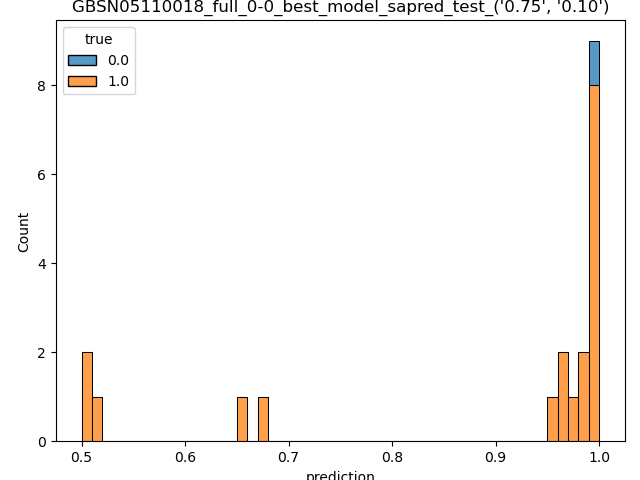 GBSN05110018_full_0-0_best_model_sapred_test_('0.75', '0.10')
true
0.0
1.0
8
6
4
2
0
Count
0.5 0.6 0.7 0.8 0.9 1.0
prediction